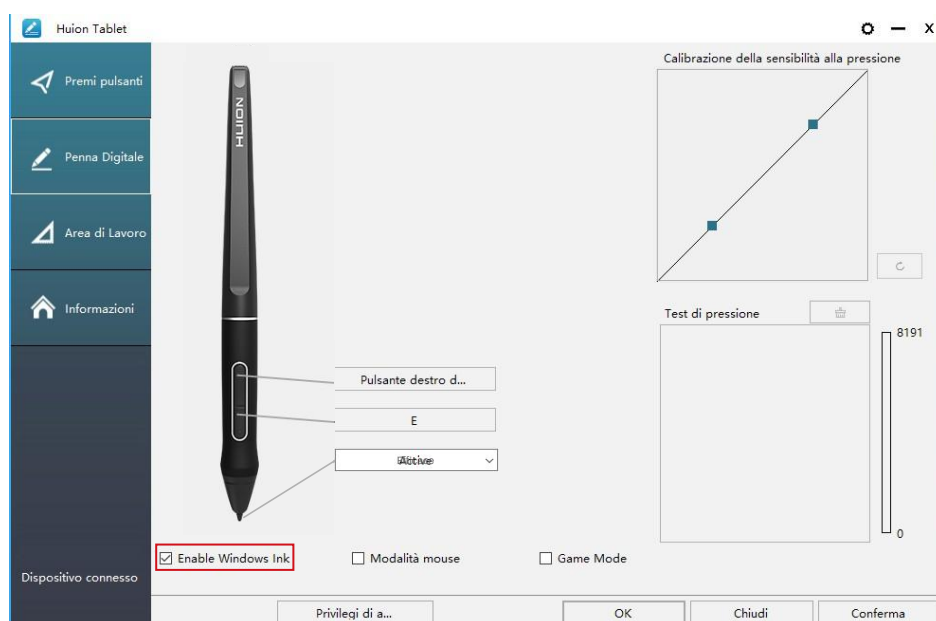 Huion Tablet
X
Calibrazione della sensibilità alla pressione
Premi pulsanti
HUION
Penna Digitale
Area di Lavoro
Informazioni
Test di pressione
8191
Pulsante destro d...
E
0
Enable Windows Ink
Modalità mouse
Game Mode
Dispositivo connesso
Privilegi di a...
OK
Chiudi
Conferma